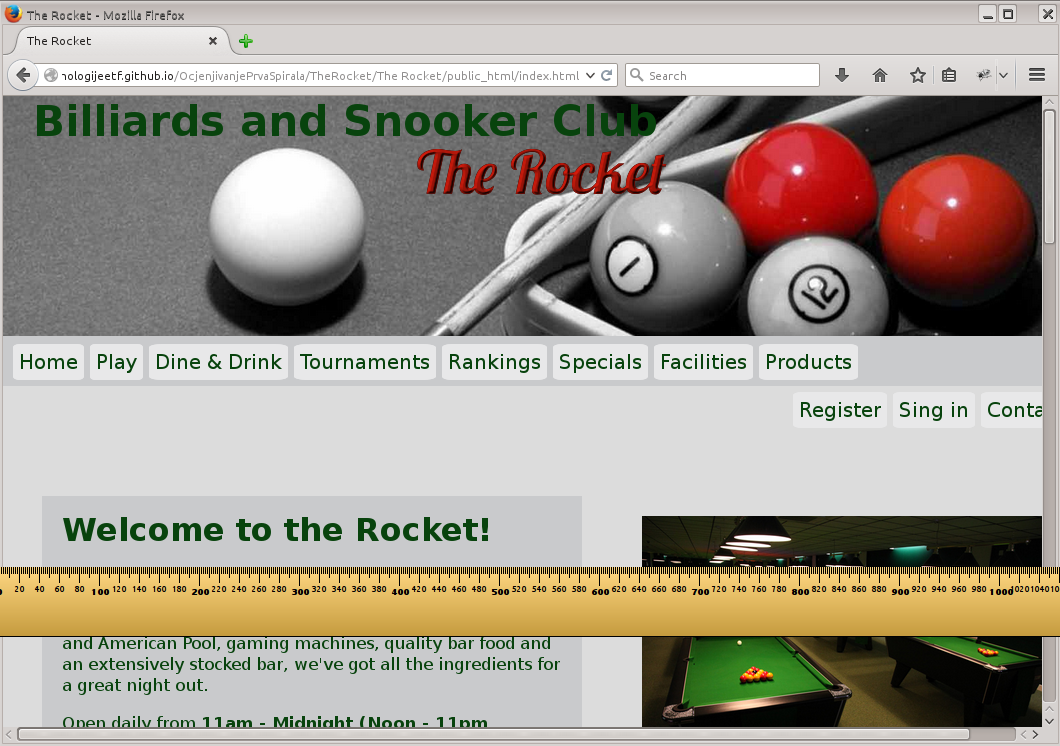 The Rocket - Mozilla Firefox
The Rocket
nologijeetf.github.io/OcjenjivanjePrvaSpirala/TheRocket/The Rocket/public_html/index.html
Search
Billiards and Snooker Club
The Rocket
1
12
Home Play Dine & Drink Tournaments Rankings Specials Facilities Products
Register Sing in Conta
Welcome to the Rocket!
20 40 60 80 100 120 140 160 180 200 220 240 260 280 300 320 340 360 380 400 420 440 460 480 500 520 540 560 580 600 620 640 660 680 700 720 740 760 780 800 820 840 860 880 900 920 940 960 980 1000 1020 1040
and American Pool, gaming machines, quality bar food and
an extensively stocked bar, we've got all the ingredients for
a great night out.
Open daily from 11am - Midnight (Noon - 11pm